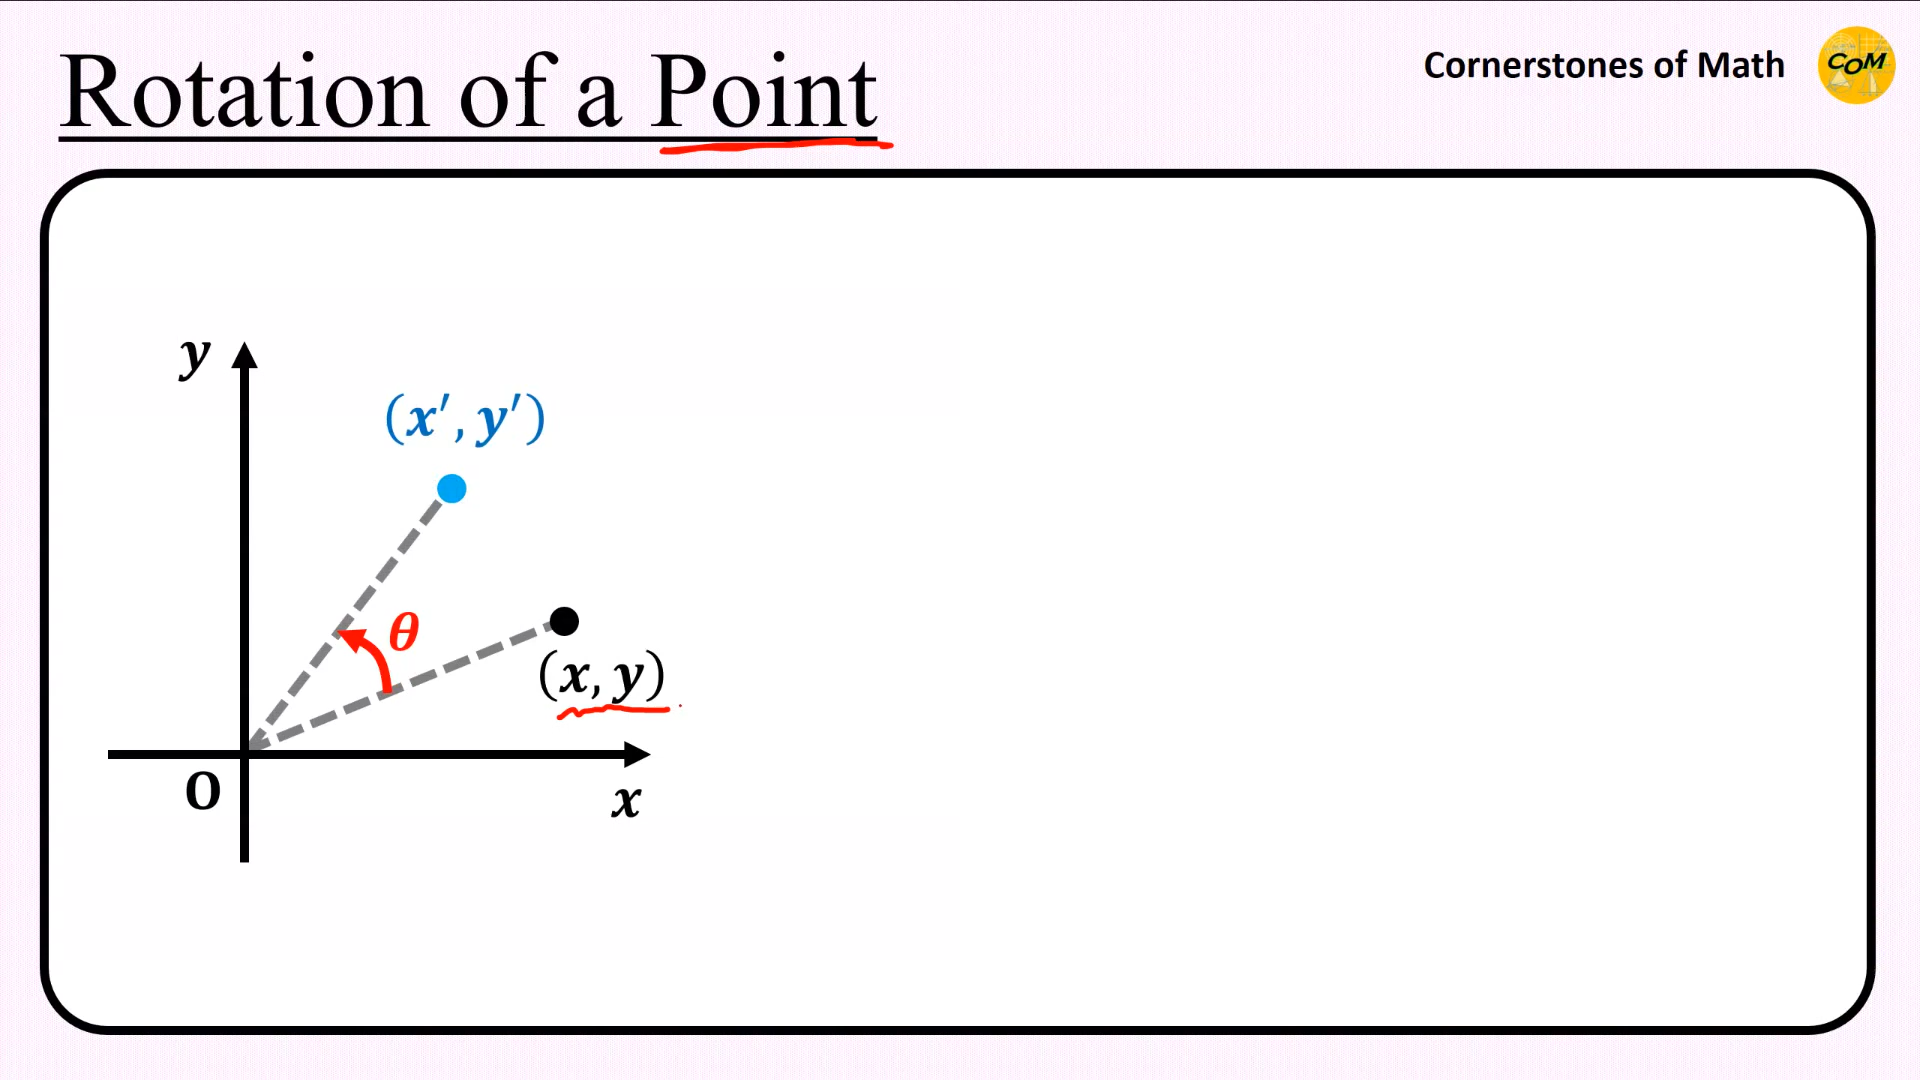 Rotation of a Point
Cornerstones of Math
COM
y
(x′, y′)
θ
(x, y)
O
x